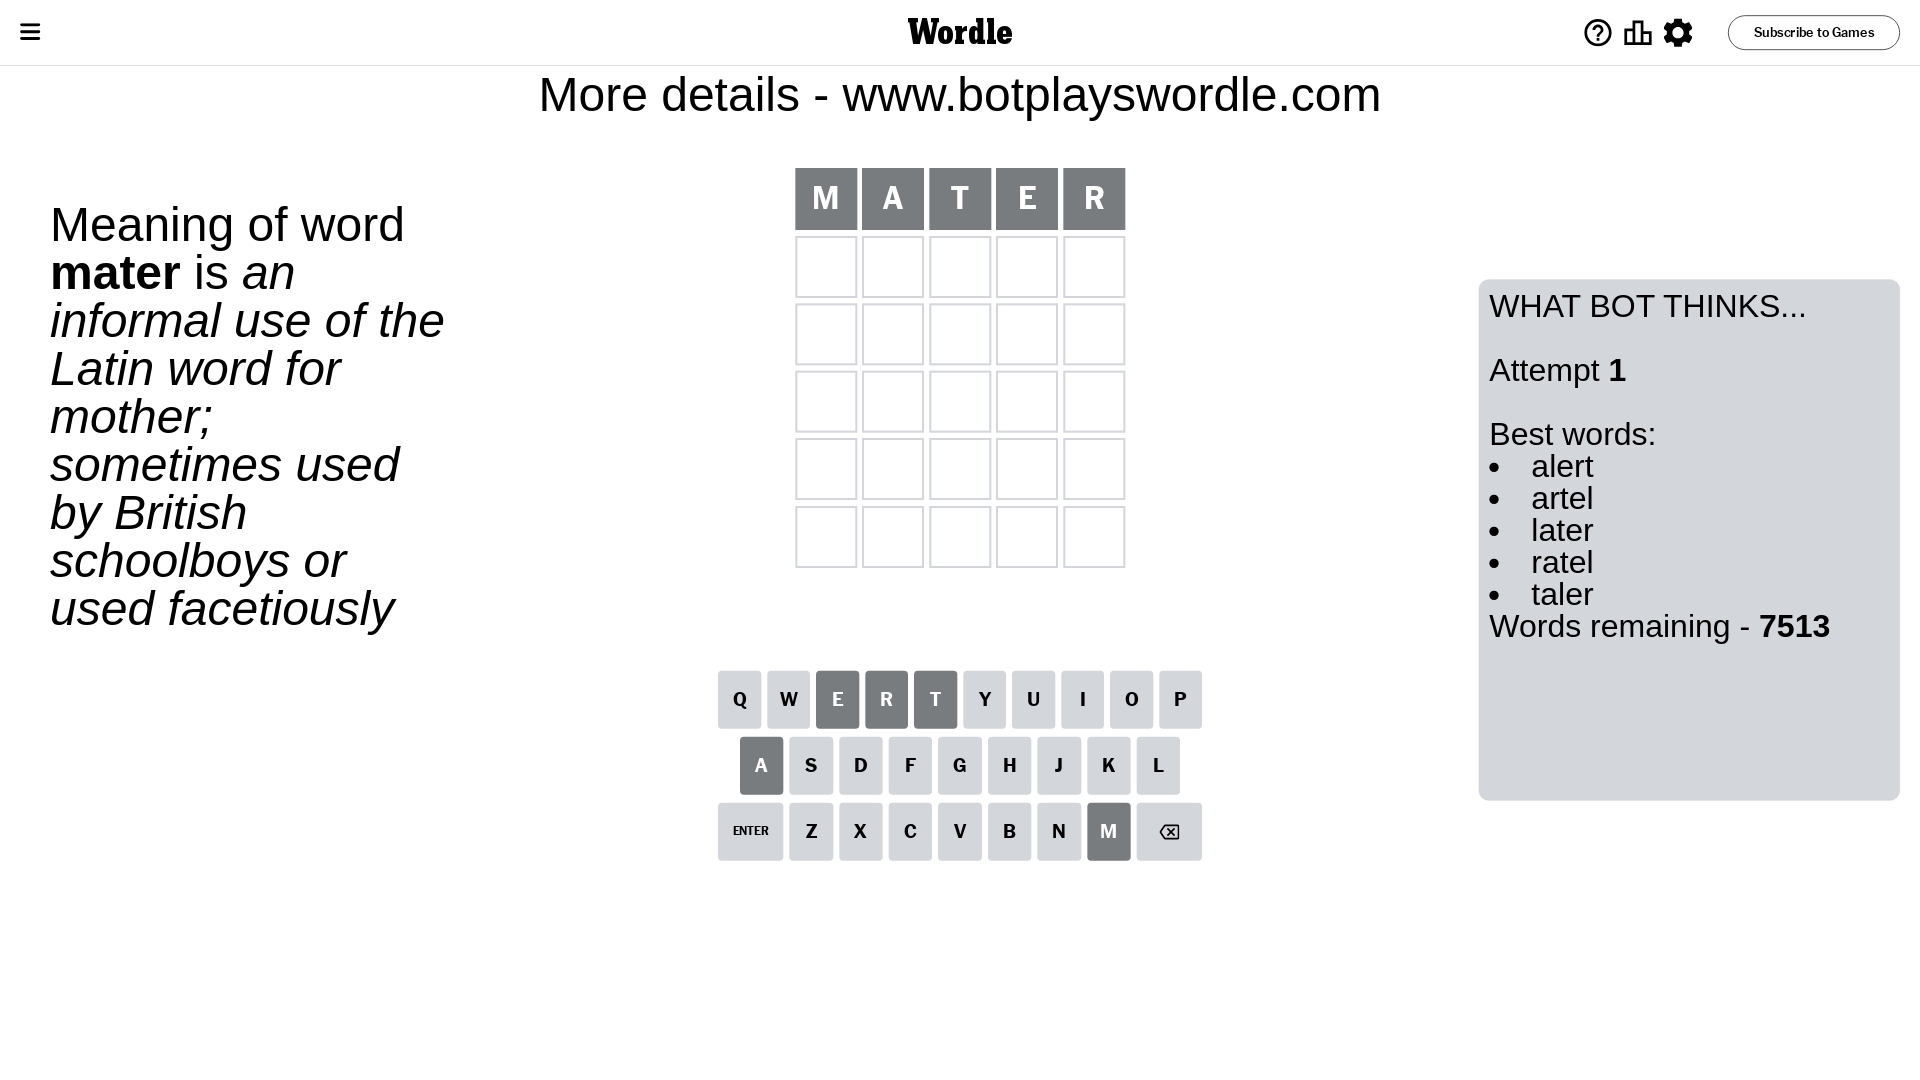 Wordle
Subscribe to Games
More details - www.botplayswordle.com
Meaning of word
mater is an
informal use of the
Latin word for
mother;
sometimes used
by British
schoolboys or
used facetiously
M A T E R
WHAT BOT THINKS...
Attempt 1
Best words:
• alert
• artel
• later
• ratel
• taler
Words remaining - 7513
Q W E R T Y U I O P
A S D F G H J K L
ENTER Z X C V B N M